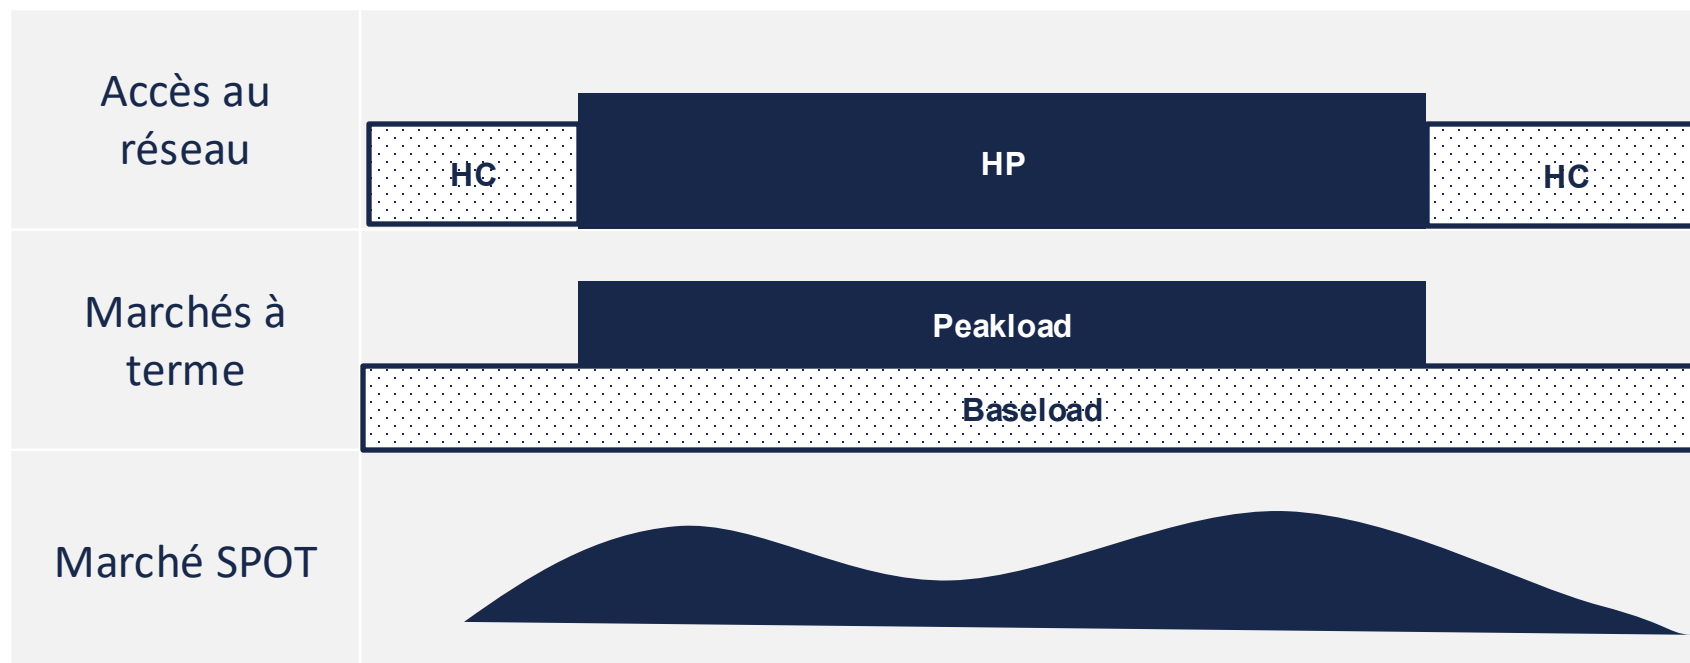 Accès au
réseau
HC
HP
HC
Marchés à
terme
Peakload
Baseload
Marché SPOT